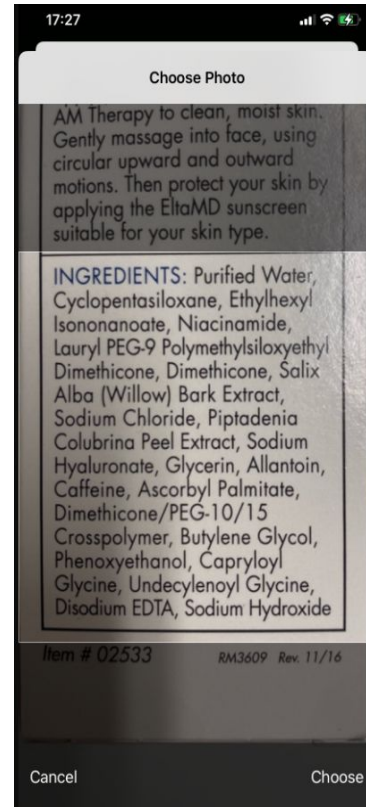 17:27
Choose Photo
AM Therapy to clean, moist skin.
Gently massage into face, using
circular upward and outward
motions. Then protect your skin by
applying the EltaMD sunscreen
suitable for your skin type.
INGREDIENTS: Purified Water,
Cyclopentasiloxane, Ethylhexyl
Isononanoate, Niacinamide,
Lauryl PEG-9 Polymethylsiloxyethyl
Dimethicone, Dimethicone, Salix
Alba (Willow) Bark Extract,
Sodium Chloride, Piptadenia
Colubrina Peel Extract, Sodium
Hyaluronate, Glycerin, Allantoin,
Caffeine, Ascorbyl Palmitate,
Dimethicone/PEG-10/15
Crosspolymer, Butylene Glycol,
Phenoxyethanol, Capryloyl
Glycine, Undecylenoyl Glycine,
Disodium EDTA, Sodium Hydroxide
Item # 02533 RM3609 Rev. 11/16
Cancel Choose